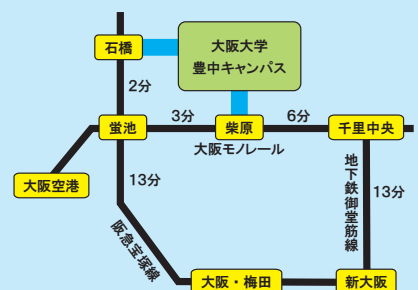 石橋
大阪大学
豊中キャンパス
2分
蛍池
3分
柴原
6分
千里中央
大阪モノレール
大阪空港
13分
地下鉄御堂筋線
13分
阪急宝塚線
大阪・梅田
新大阪